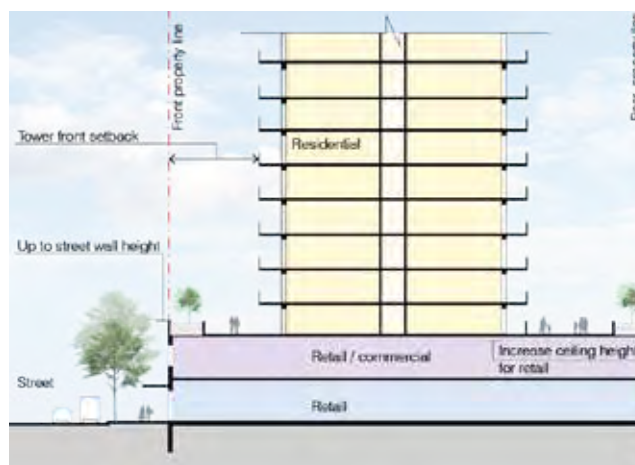 Front property line
Tower front setback
Residential
Up to street wall height
Retail / commercial
Increase ceiling height
for retail
Street
Retail